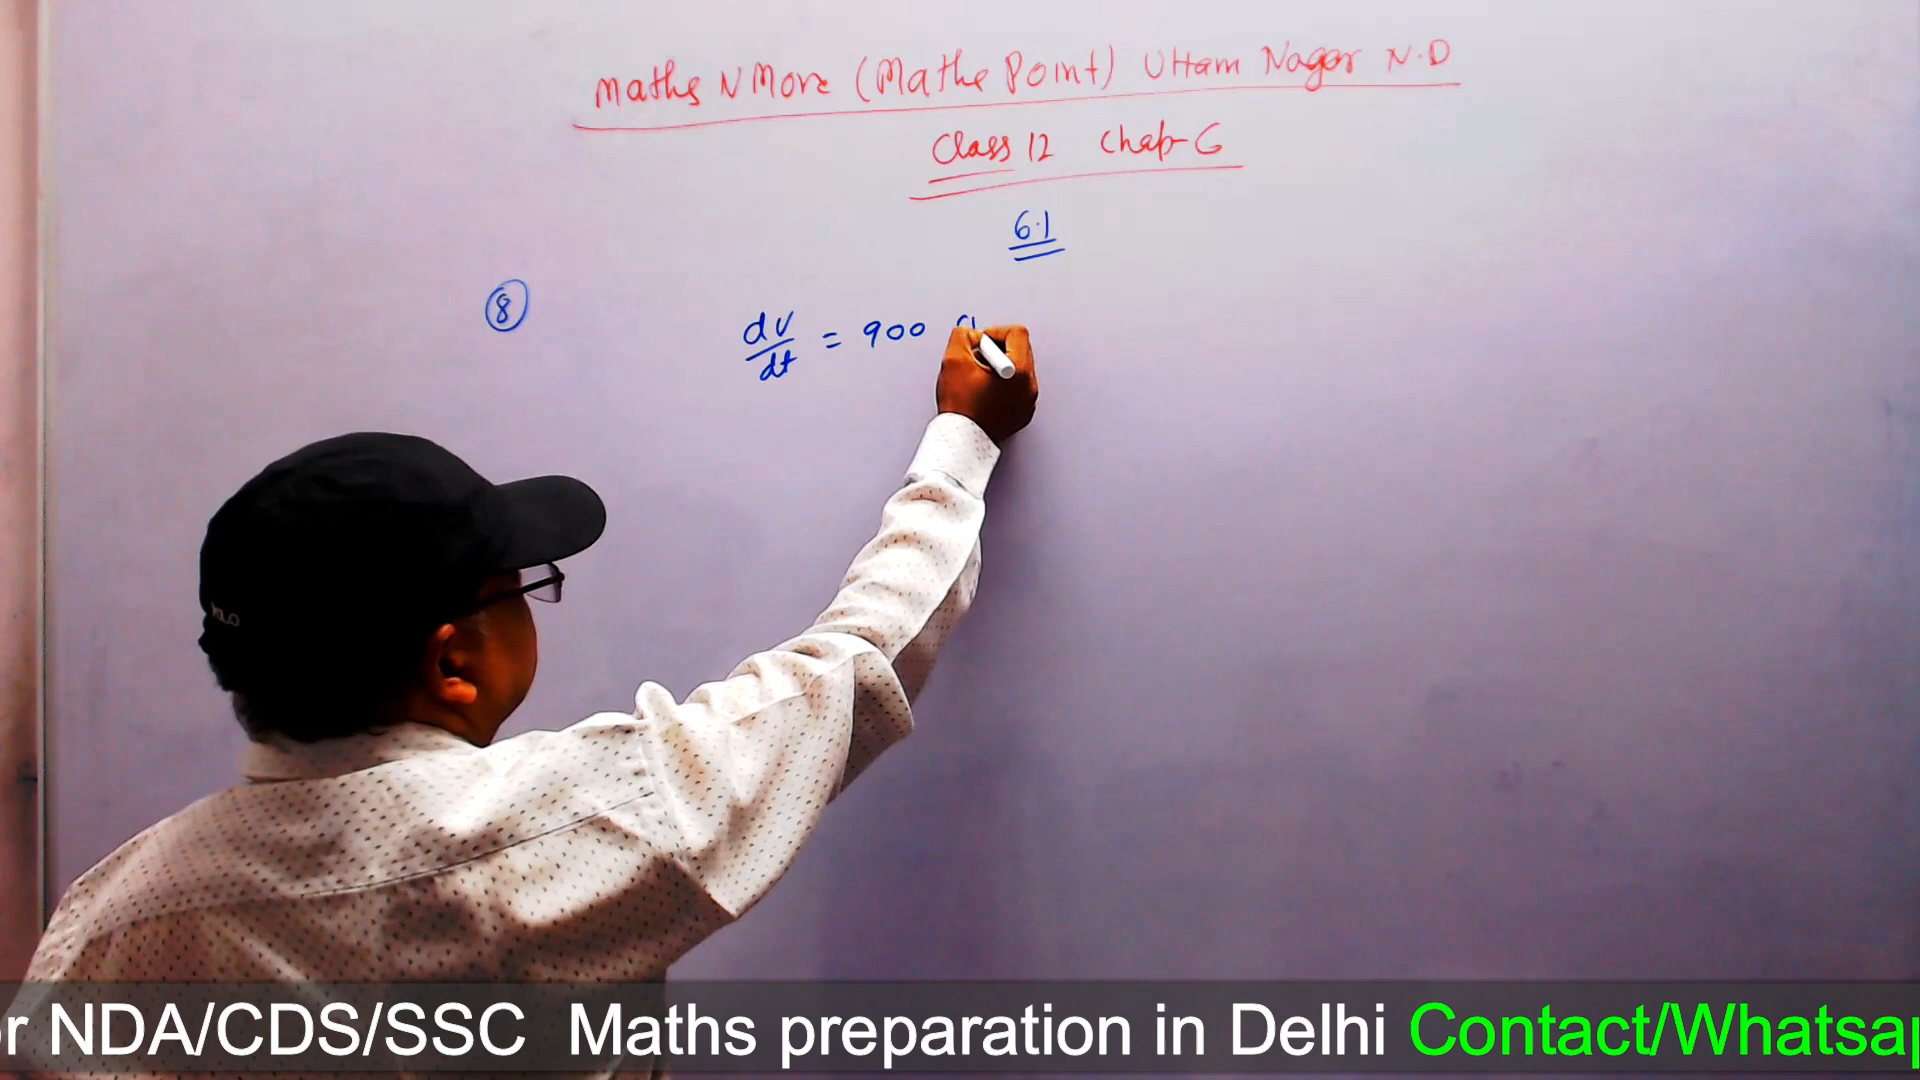 Maths N More (Maths Point) Uttam Nagar N.D
Class 12 Chap-6
6.1
8
dV/dt = 900
or NDA/CDS/SSC Maths preparation in Delhi Contact/Whatsap